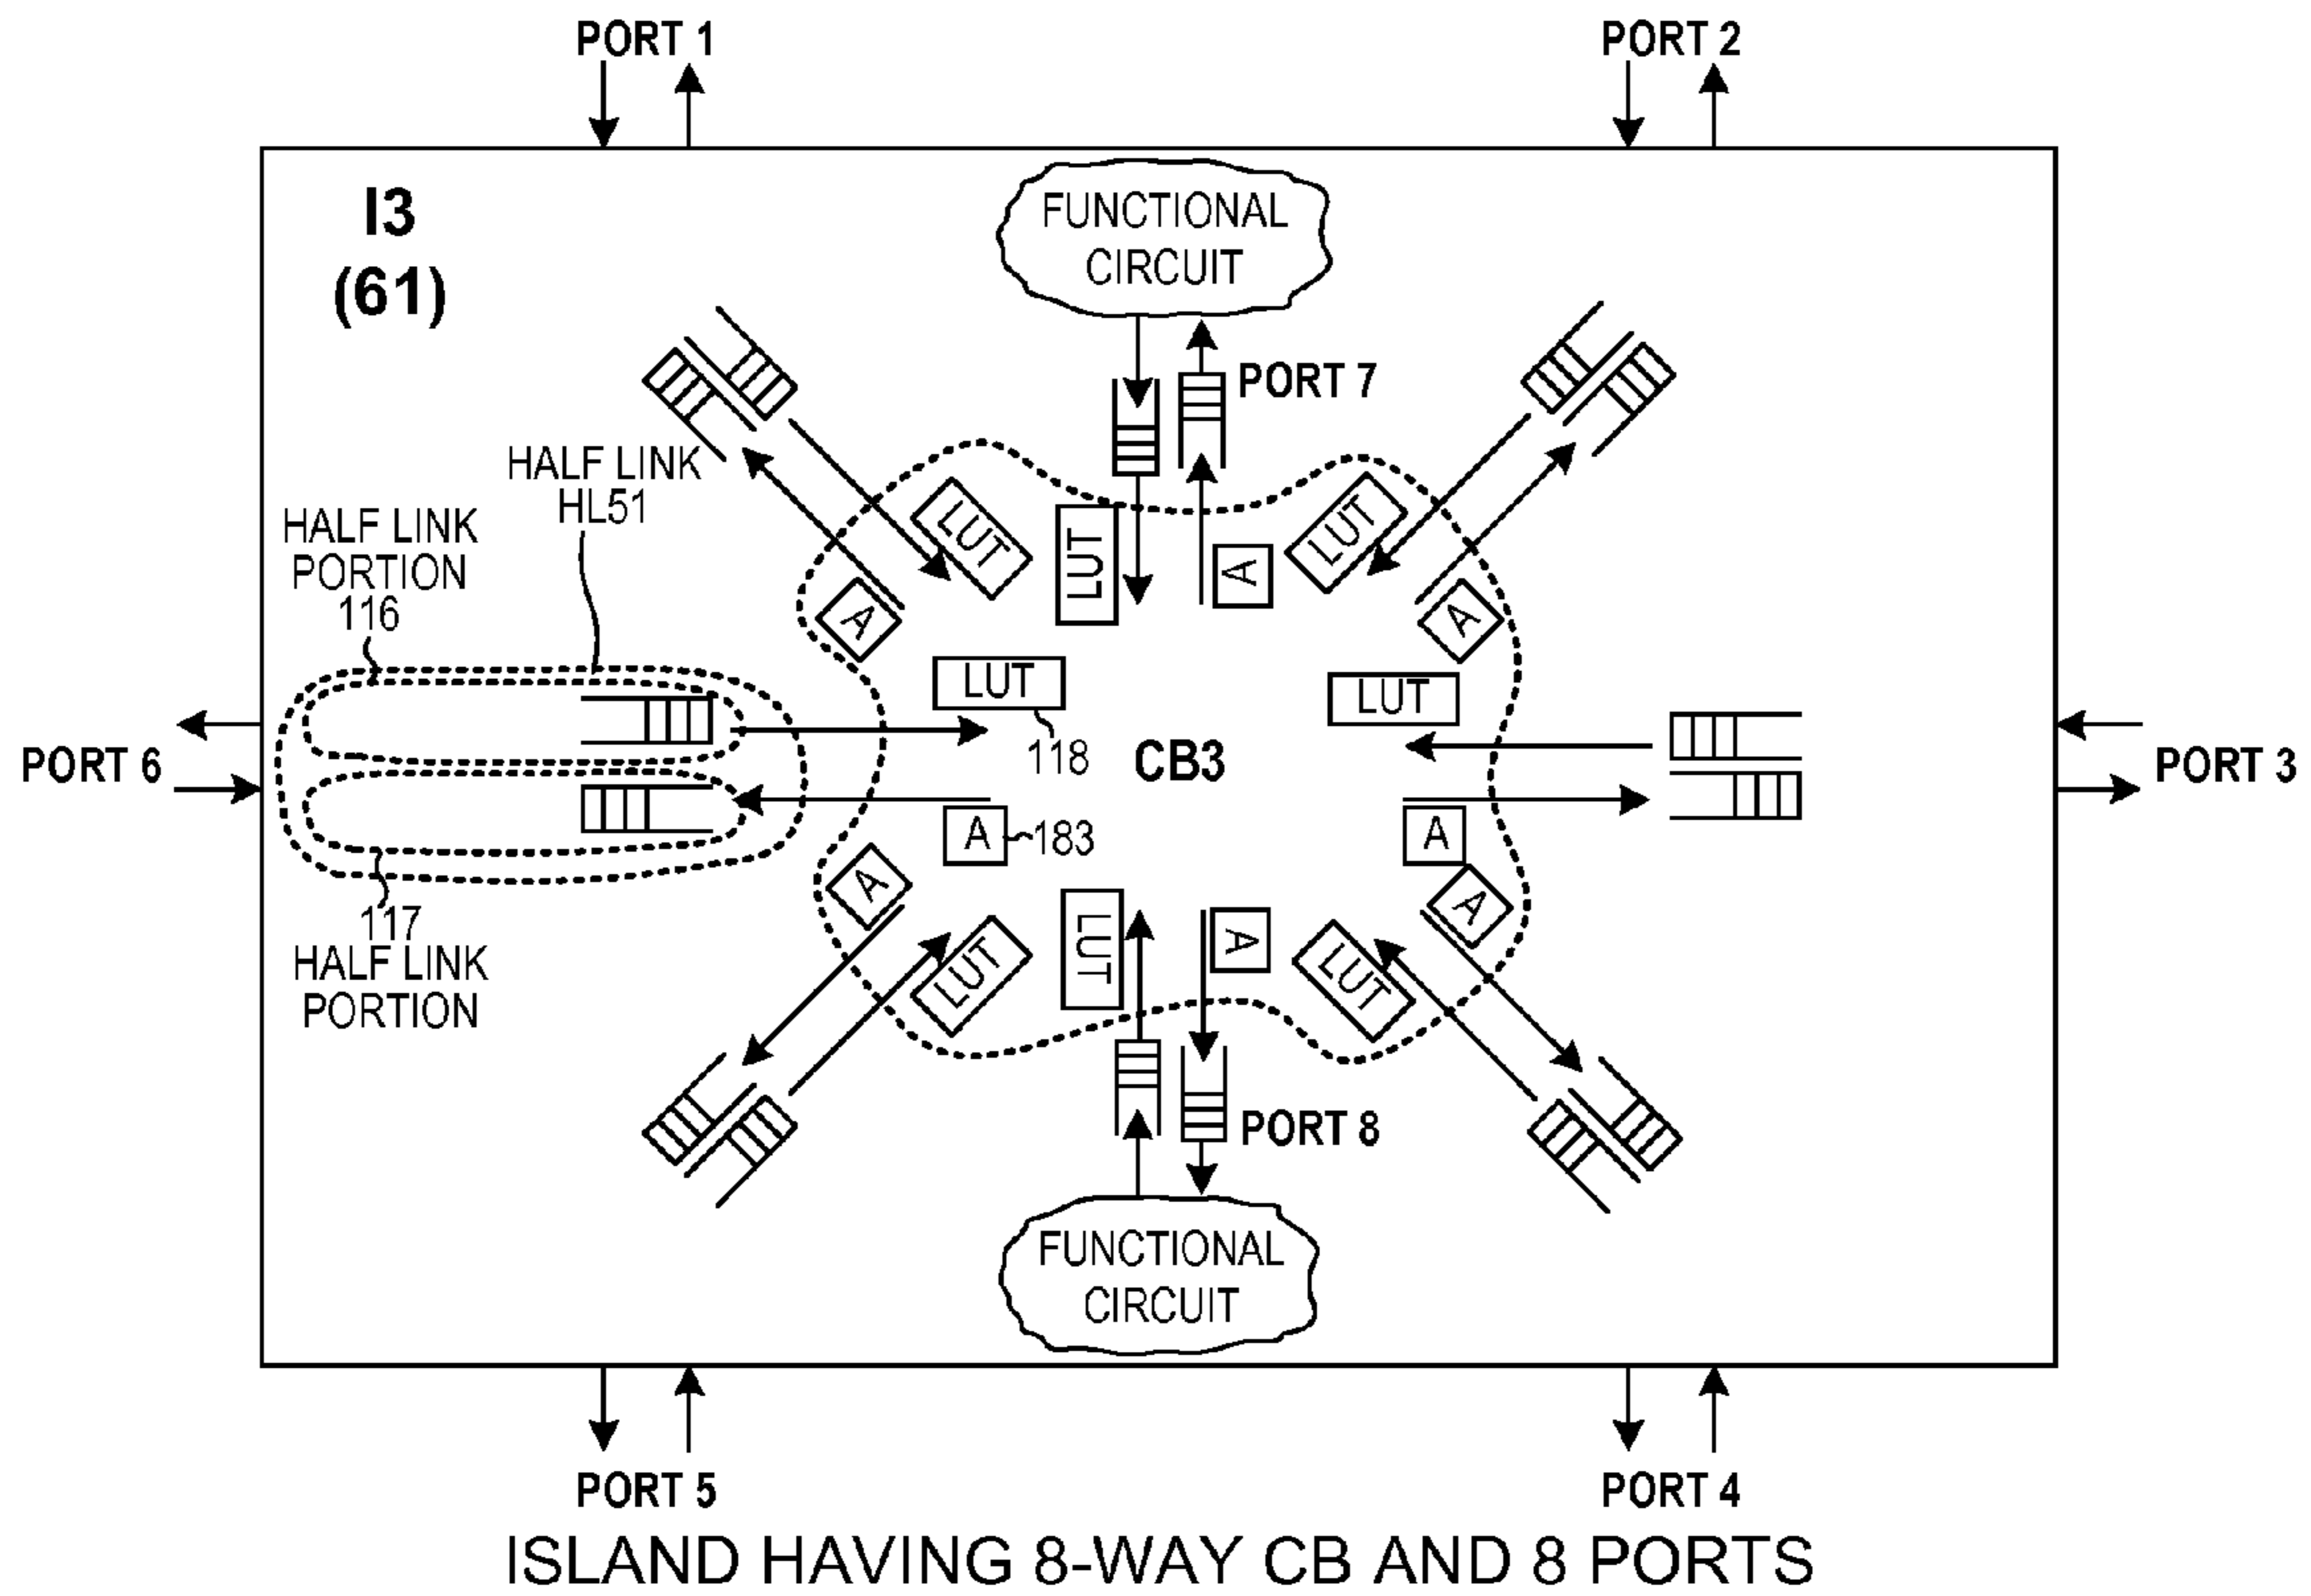 PORT 1
PORT 2
I3
(61)
FUNCTIONAL
CIRCUIT
PORT 7
HALF LINK
HL51
HALF LINK
PORTION
116
LUT
LUT
LUT
A
A
A
LUT
118
LUT
CB3
PORT 6
PORT 3
A
183
A
A
A
117
HALF LINK
PORTION
LUT
LUT
A
LUT
PORT 8
FUNCTIONAL
CIRCUIT
PORT 5
PORT 4
ISLAND HAVING 8-WAY CB AND 8 PORTS